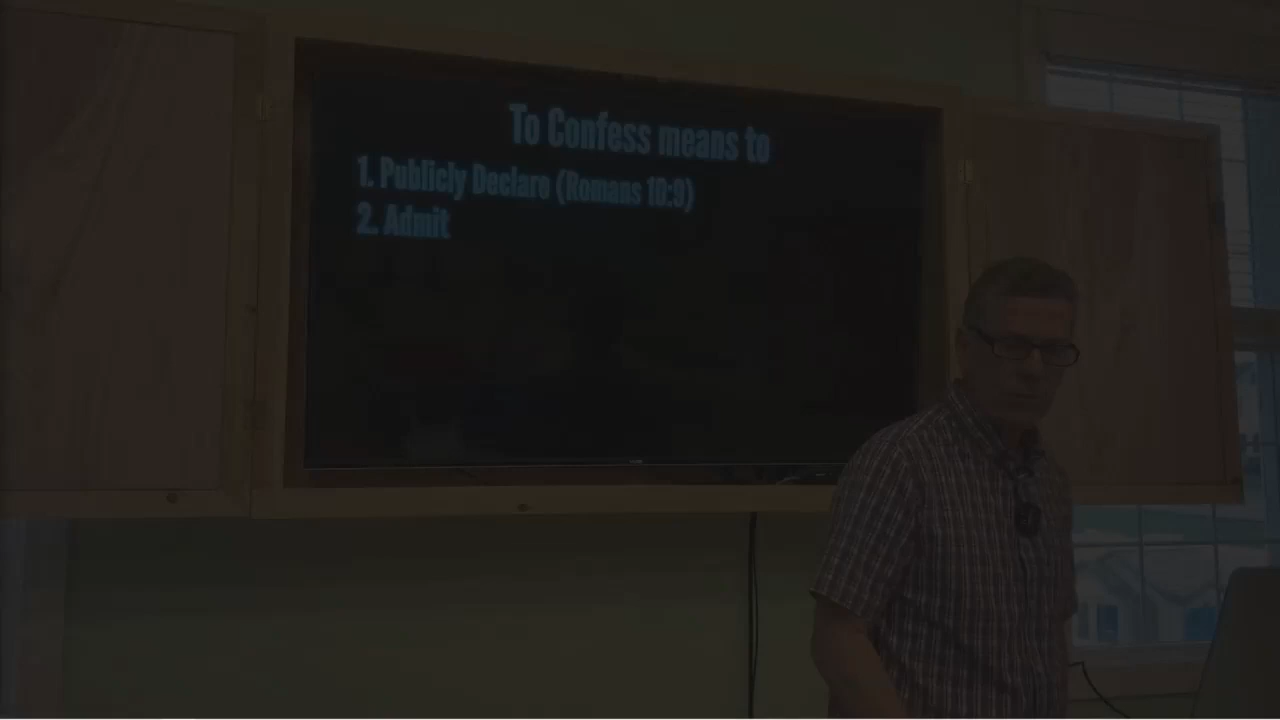 To Confess means to
1. Publicly Declare (Romans 10:9)
2. Admit